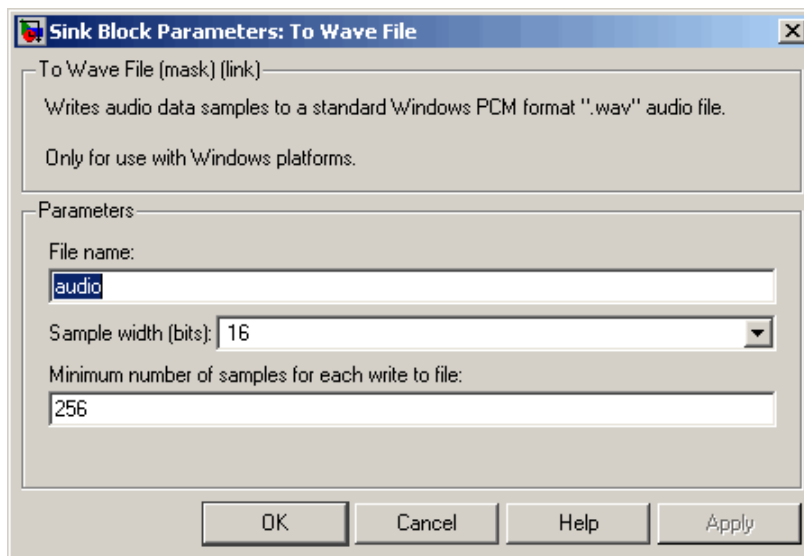 Sink Block Parameters: To Wave File
To Wave File (mask) (link)
Writes audio data samples to a standard Windows PCM format ".wav" audio file.
Only for use with Windows platforms.
Parameters
File name:
audio
Sample width (bits): 16
Minimum number of samples for each write to file:
256
OK Cancel Help Apply